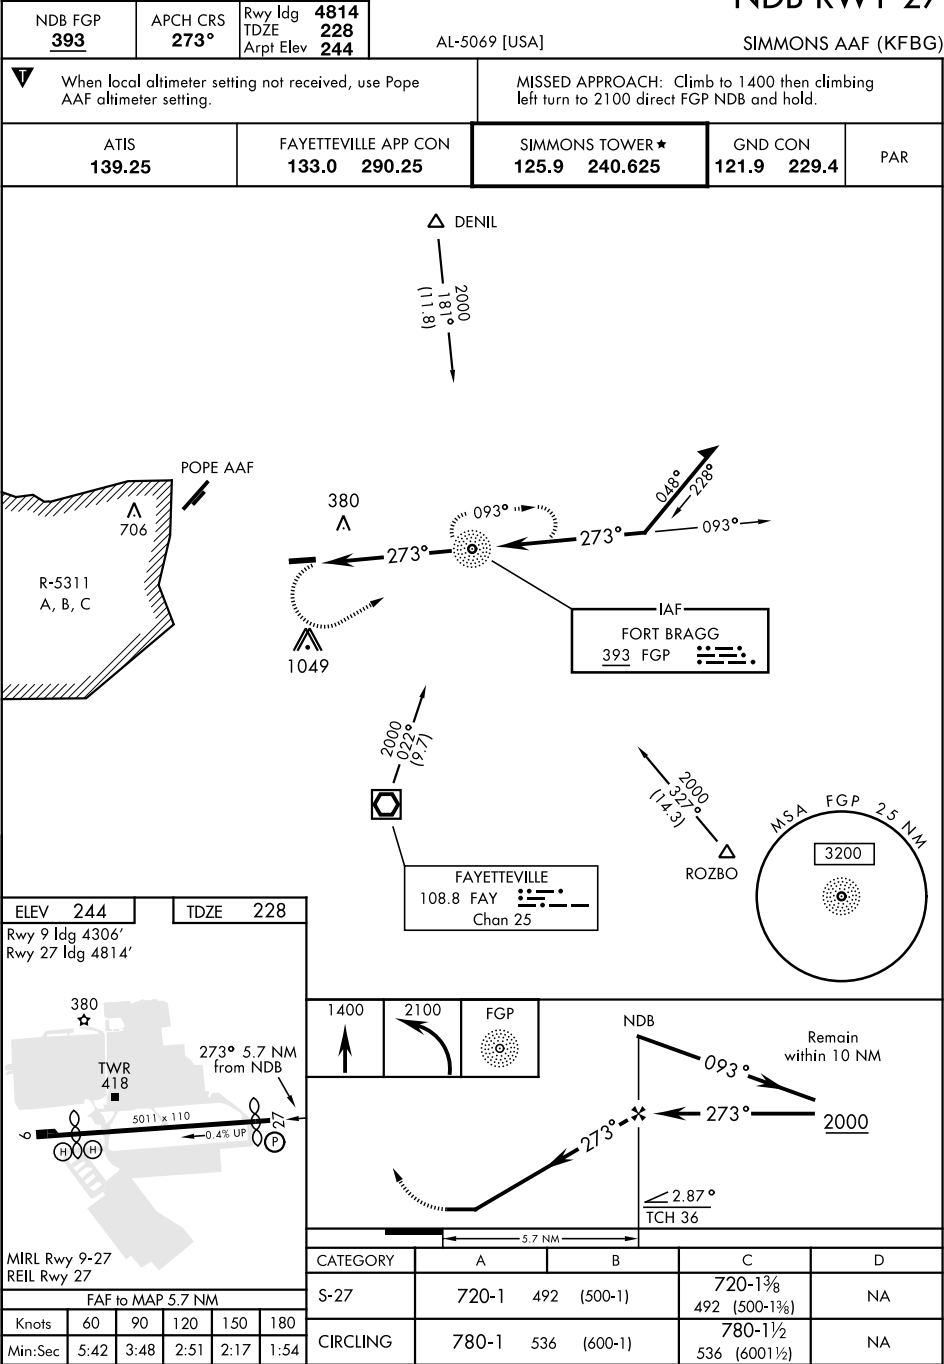 NDB RWY 27
NDB FGP
393
APCH CRS
273°
Rwy ldg 4814
TDZE 228
Arpt Elev 244
AL-5069 [USA]
SIMMONS AAF (KFBG)
T
When local altimeter setting not received, use Pope
AAF altimeter setting.
MISSED APPROACH: Climb to 1400 then climbing
left turn to 2100 direct FGP NDB and hold.
ATIS
139.25
FAYETTEVILLE APP CON
133.0 290.25
SIMMONS TOWER★
125.9 240.625
GND CON
121.9 229.4
PAR
DENIL
2000
181°
(11.8)
POPE AAF
706
380
093°
048°
228°
093°
273°
273°
R-5311
A, B, C
1049
IAF
FORT BRAGG
393 FGP
2000
022°
(9.7)
2000
327°
(14.3)
ROZBO
FAYETTEVILLE
108.8 FAY
Chan 25
MSA FGP 25 NM
3200
ELEV 244
TDZE 228
Rwy 9 ldg 4306'
Rwy 27 ldg 4814'
380
TWR
418
273° 5.7 NM
from NDB
5011 x 110
0.4% UP
9
27
H
H
P
MIRL Rwy 9-27
REIL Rwy 27
FAF to MAP 5.7 NM
Knots 60 90 120 150 180
Min:Sec 5:42 3:48 2:51 2:17 1:54
1400
2100
FGP
NDB
Remain
within 10 NM
093°
273°
2000
273°
2.87°
TCH 36
5.7 NM
CATEGORY A B C D
S-27 720-1 492 (500-1) 720-1⅜ 492 (500-1⅜) NA
CIRCLING 780-1 536 (600-1) 780-1½ 536 (6001½) NA